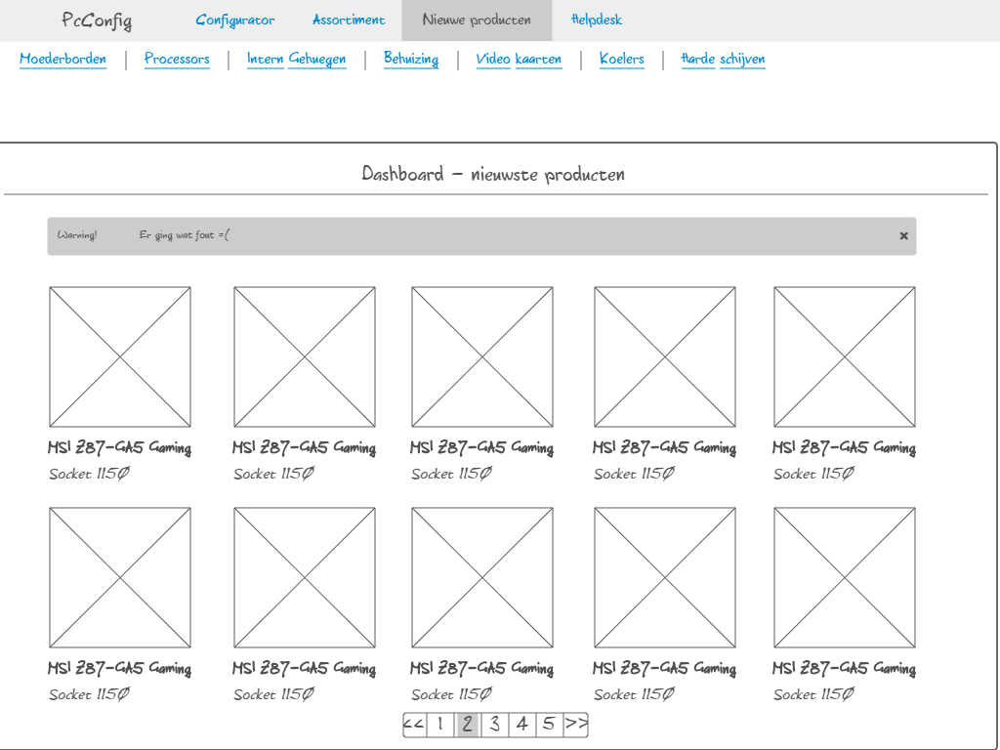 PcConfig Configurator Assortiment Nieuwe producten Helpdesk
Moederborden | Processors | Intern Gehuegen | Behuizing | Video kaarten | Koelers | Harde schijven
Dashboard - nieuwste producten
Warning! Er ging wat fout =( ×
MSI Z87-GA5 Gaming MSI Z87-GA5 Gaming MSI Z87-GA5 Gaming MSI Z87-GA5 Gaming MSI Z87-GA5 Gaming
Socket 1150 Socket 1150 Socket 1150 Socket 1150 Socket 1150
MSI Z87-GA5 Gaming MSI Z87-GA5 Gaming MSI Z87-GA5 Gaming MSI Z87-GA5 Gaming MSI Z87-GA5 Gaming
Socket 1150 Socket 1150 Socket 1150 Socket 1150 Socket 1150
<< 1 2 3 4 5 >>